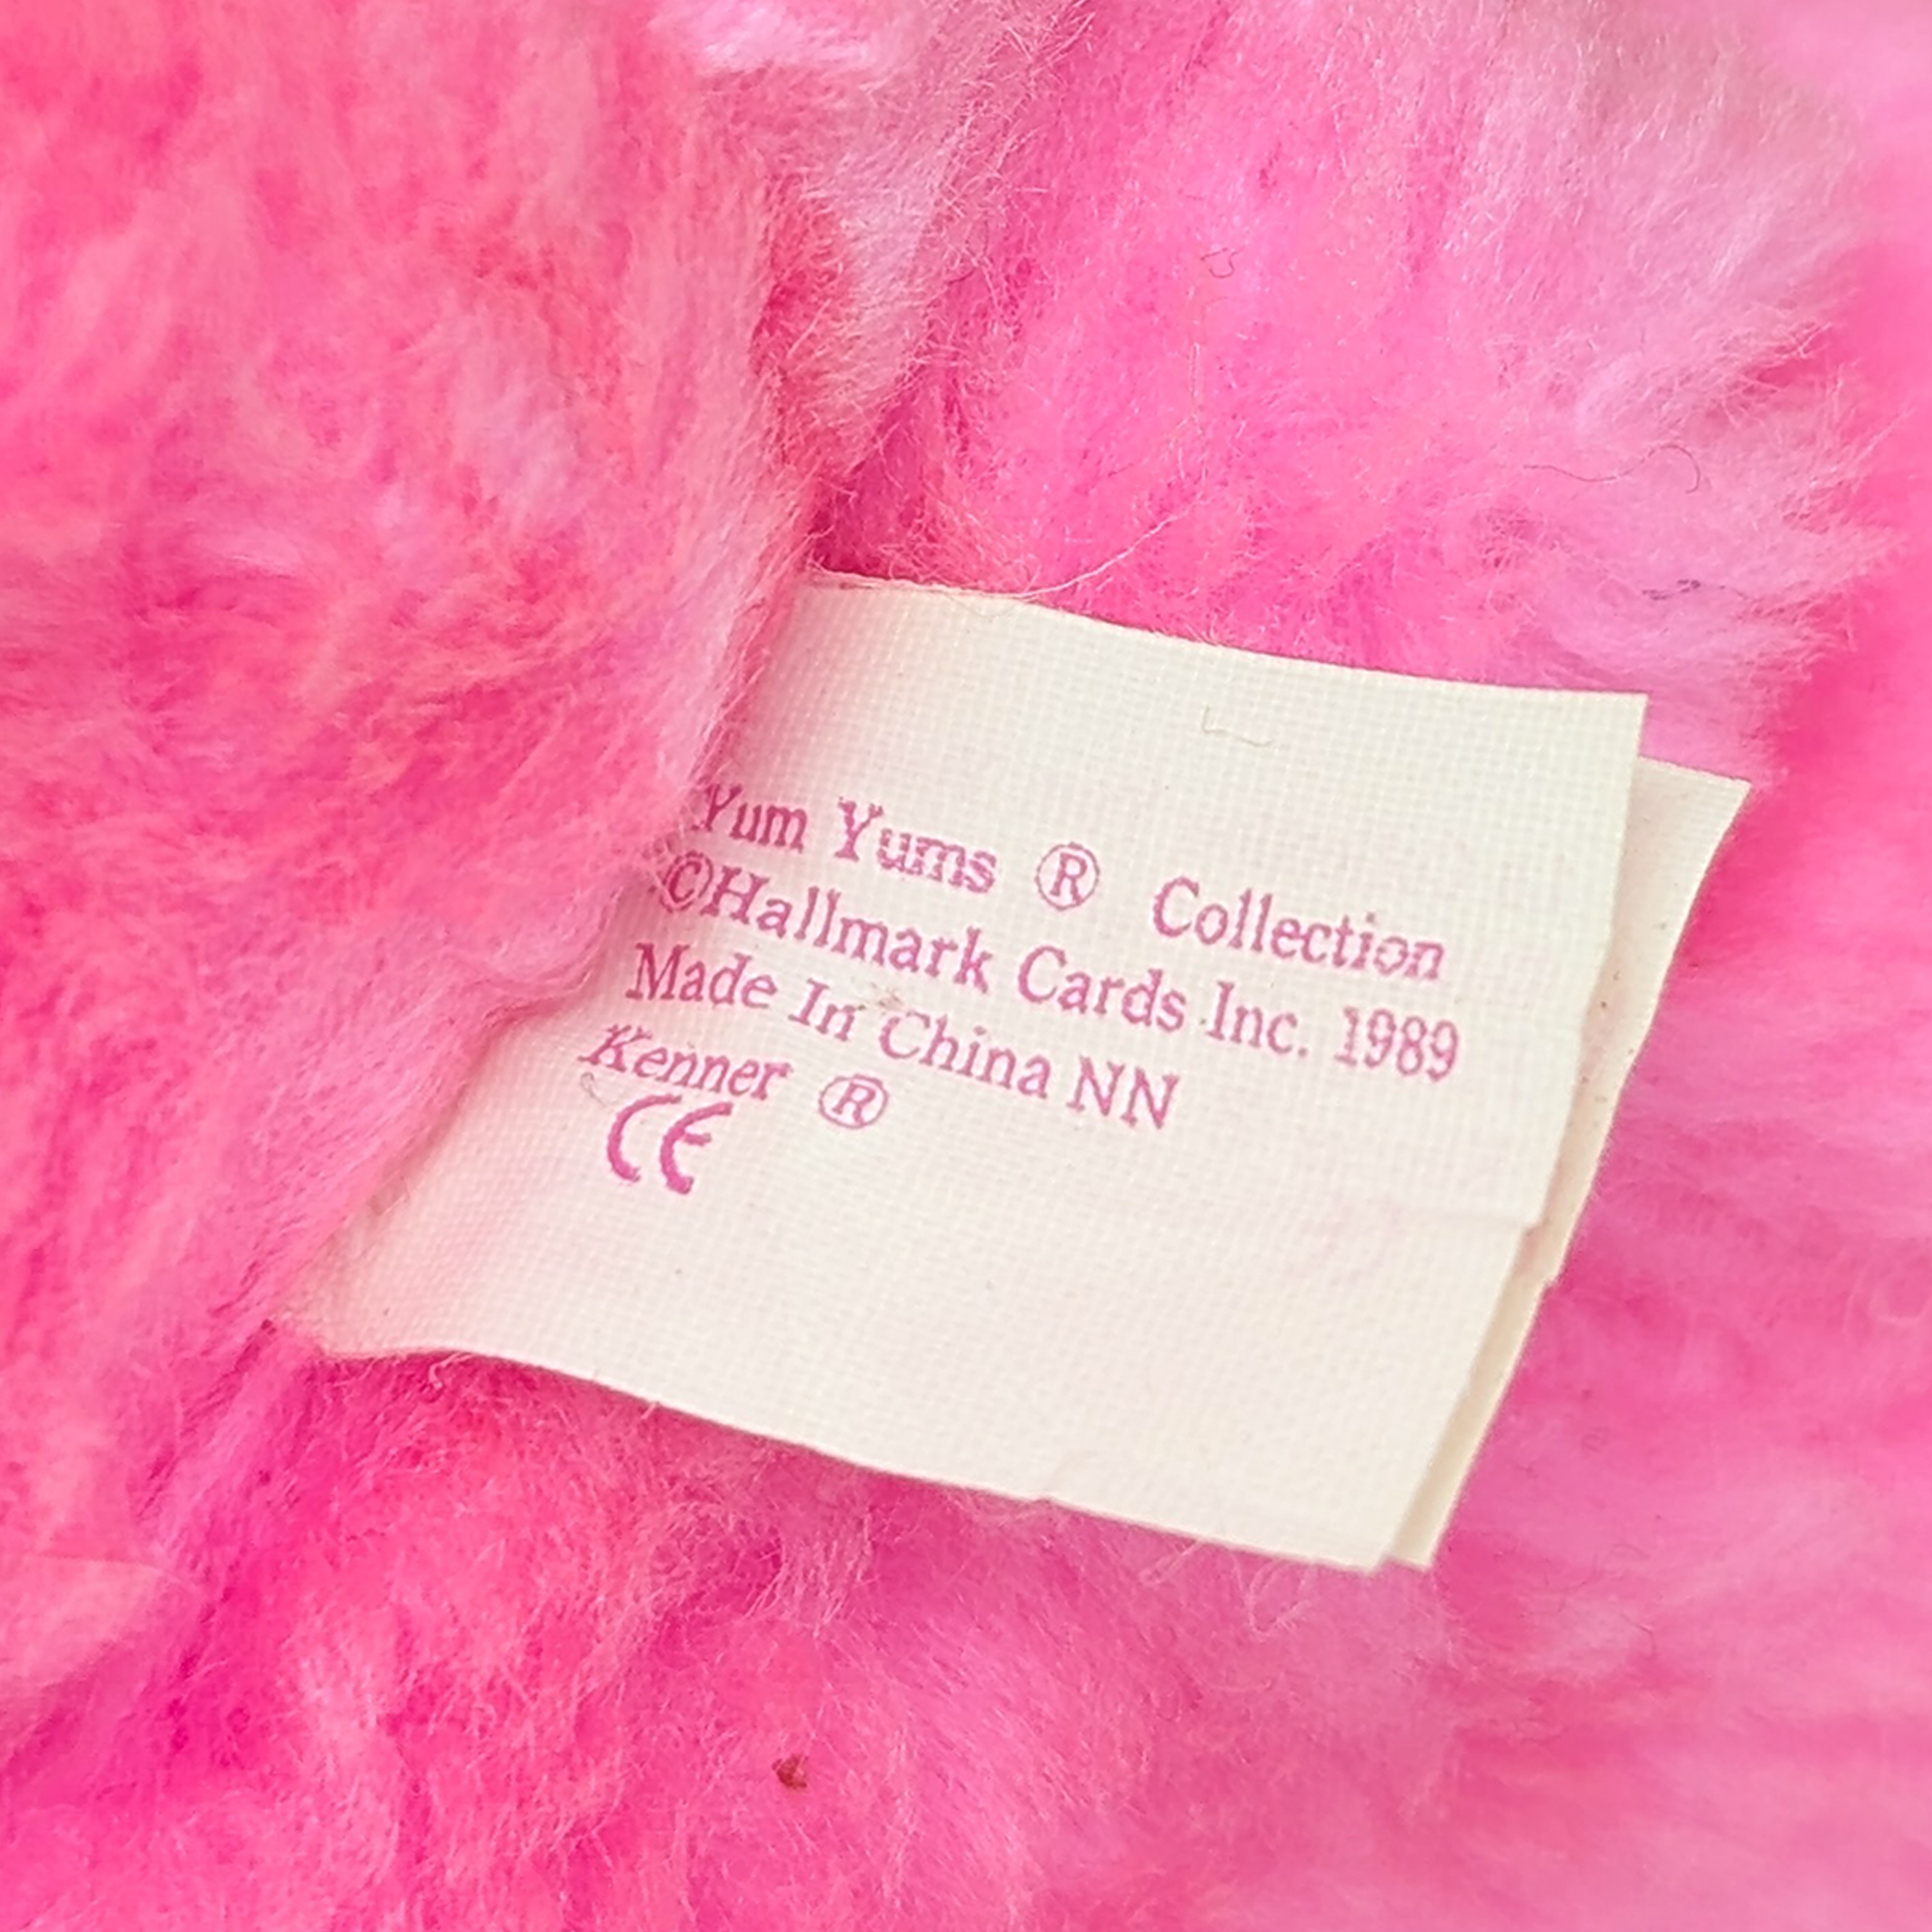 Yum Yums ® Collection
©Hallmark Cards Inc. 1989
Made In China NN
Kenner ®
CE